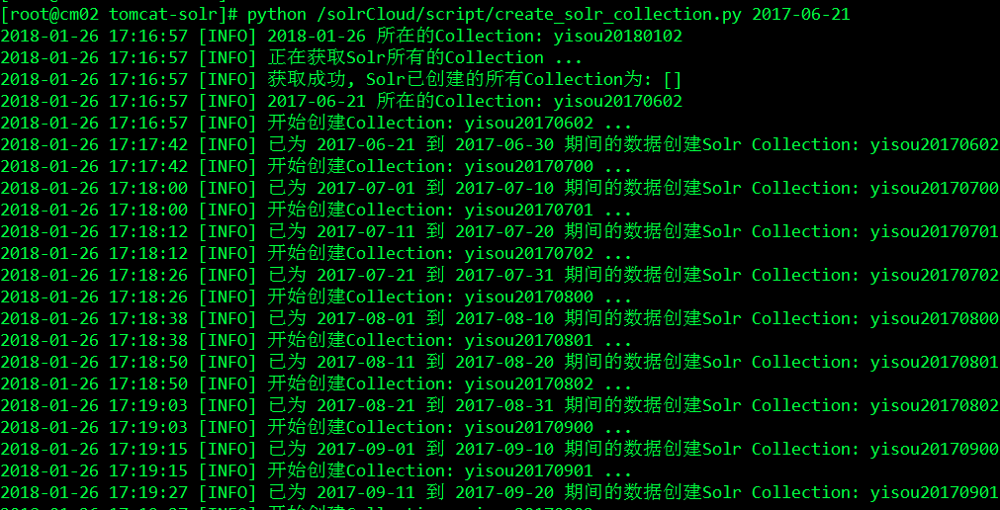 [root@cm02 tomcat-solr]# python /solrCloud/script/create_solr_collection.py 2017-06-21
2018-01-26 17:16:57 [INFO] 2018-01-26 所在的Collection: yisou20180102
2018-01-26 17:16:57 [INFO] 正在获取Solr所有的Collection ...
2018-01-26 17:16:57 [INFO] 获取成功, Solr已创建的所有Collection为: []
2018-01-26 17:16:57 [INFO] 2017-06-21 所在的Collection: yisou20170602
2018-01-26 17:16:57 [INFO] 开始创建Collection: yisou20170602 ...
2018-01-26 17:17:42 [INFO] 已为 2017-06-21 到 2017-06-30 期间的数据创建Solr Collection: yisou20170602
2018-01-26 17:17:42 [INFO] 开始创建Collection: yisou20170700 ...
2018-01-26 17:18:00 [INFO] 已为 2017-07-01 到 2017-07-10 期间的数据创建Solr Collection: yisou20170700
2018-01-26 17:18:00 [INFO] 开始创建Collection: yisou20170701 ...
2018-01-26 17:18:12 [INFO] 已为 2017-07-11 到 2017-07-20 期间的数据创建Solr Collection: yisou20170701
2018-01-26 17:18:12 [INFO] 开始创建Collection: yisou20170702 ...
2018-01-26 17:18:26 [INFO] 已为 2017-07-21 到 2017-07-31 期间的数据创建Solr Collection: yisou20170702
2018-01-26 17:18:26 [INFO] 开始创建Collection: yisou20170800 ...
2018-01-26 17:18:38 [INFO] 已为 2017-08-01 到 2017-08-10 期间的数据创建Solr Collection: yisou20170800
2018-01-26 17:18:38 [INFO] 开始创建Collection: yisou20170801 ...
2018-01-26 17:18:50 [INFO] 已为 2017-08-11 到 2017-08-20 期间的数据创建Solr Collection: yisou20170801
2018-01-26 17:18:50 [INFO] 开始创建Collection: yisou20170802 ...
2018-01-26 17:19:03 [INFO] 已为 2017-08-21 到 2017-08-31 期间的数据创建Solr Collection: yisou20170802
2018-01-26 17:19:03 [INFO] 开始创建Collection: yisou20170900 ...
2018-01-26 17:19:15 [INFO] 已为 2017-09-01 到 2017-09-10 期间的数据创建Solr Collection: yisou20170900
2018-01-26 17:19:15 [INFO] 开始创建Collection: yisou20170901 ...
2018-01-26 17:19:27 [INFO] 已为 2017-09-11 到 2017-09-20 期间的数据创建Solr Collection: yisou20170901